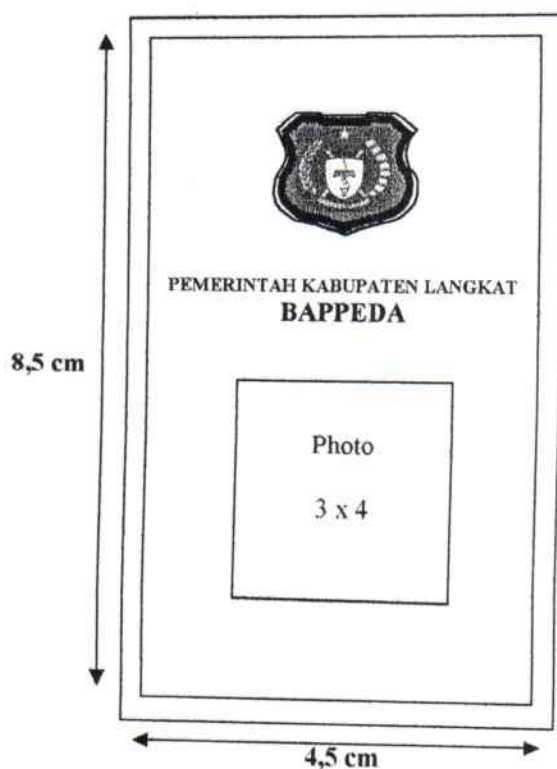 PEMERINTAH KABUPATEN LANGKAT
BAPPEDA
8,5 cm
Photo
3 x 4
4,5 cm